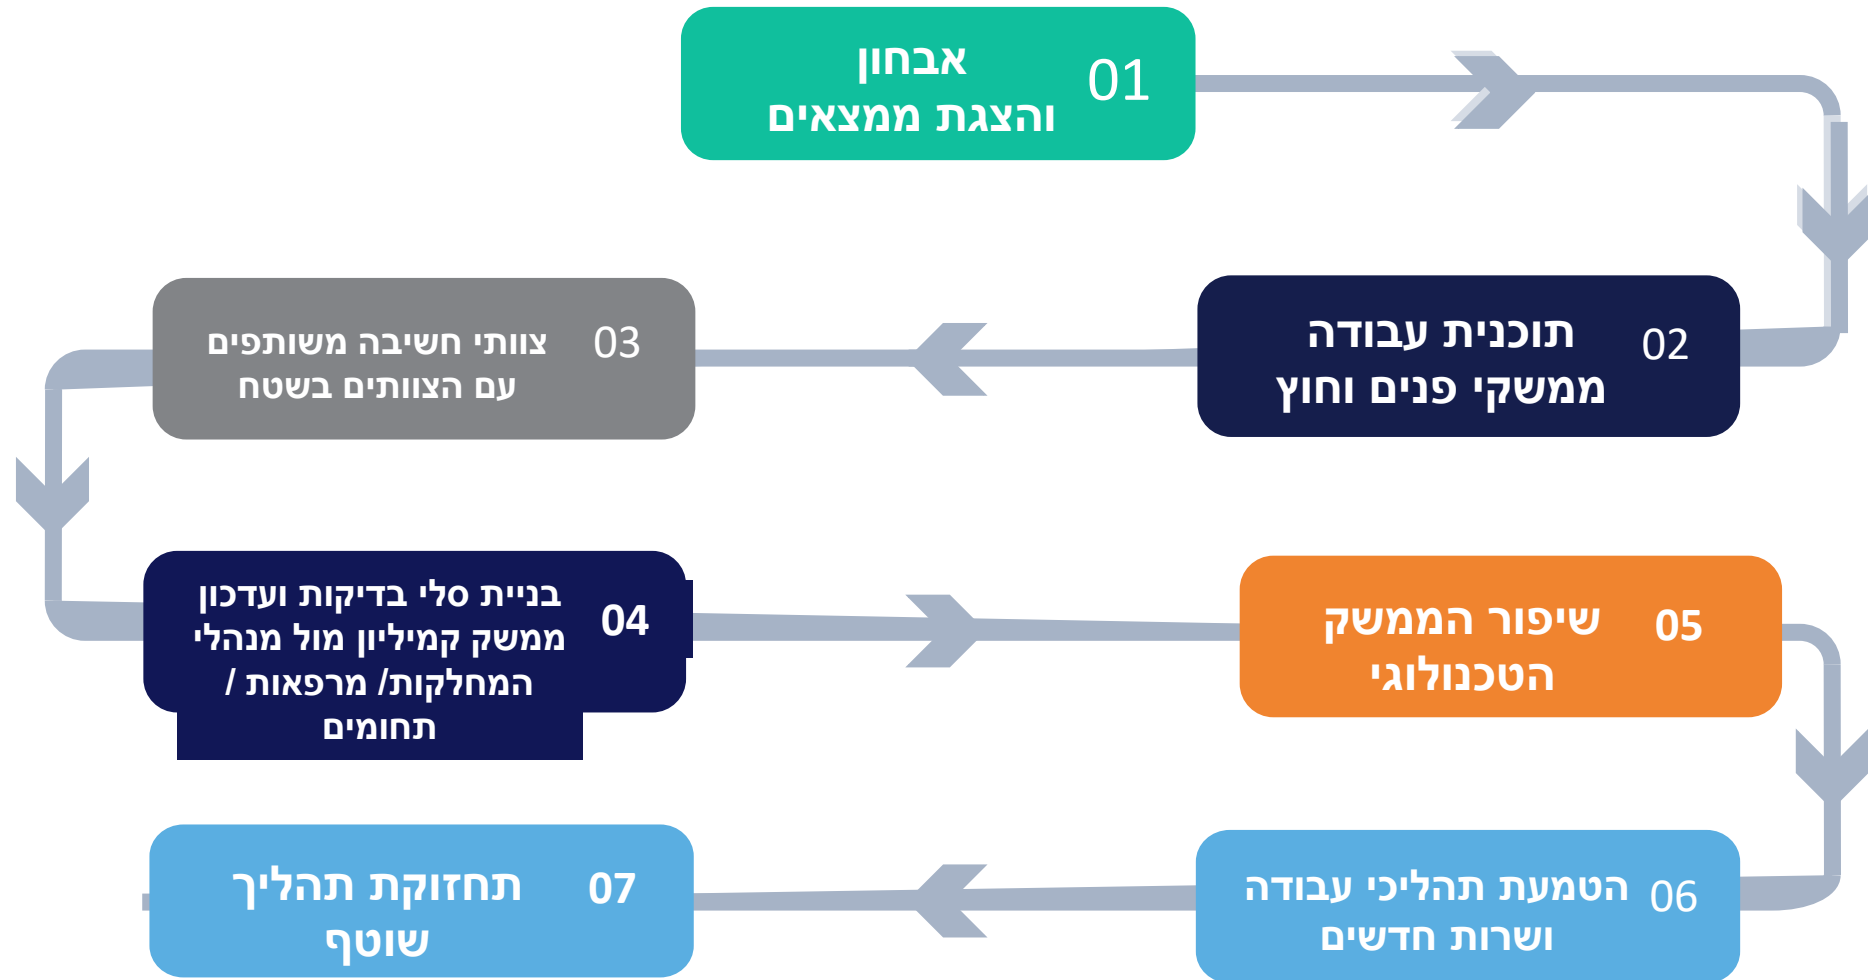 01
אבחון
והצגת ממצאים
02
תוכנית עבודה
ממשקי פנים וחוץ
03
צוותי חשיבה משותפים
עם הצוותים בשטח
04
בניית סלי בדיקות ועדכון
ממשק קמיליון מול מנהלי
המחלקות/ מרפאות /
תחומים
05
שיפור הממשק
הטכנולוגי
06
הטמעת תהליכי עבודה
ושרות חדשים
07
תחזוקת תהליך
שוטף